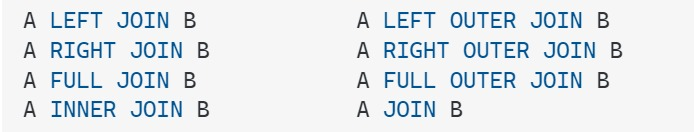 A LEFT JOIN B A LEFT OUTER JOIN B
A RIGHT JOIN B A RIGHT OUTER JOIN B
A FULL JOIN B A FULL OUTER JOIN B
A INNER JOIN B A JOIN B